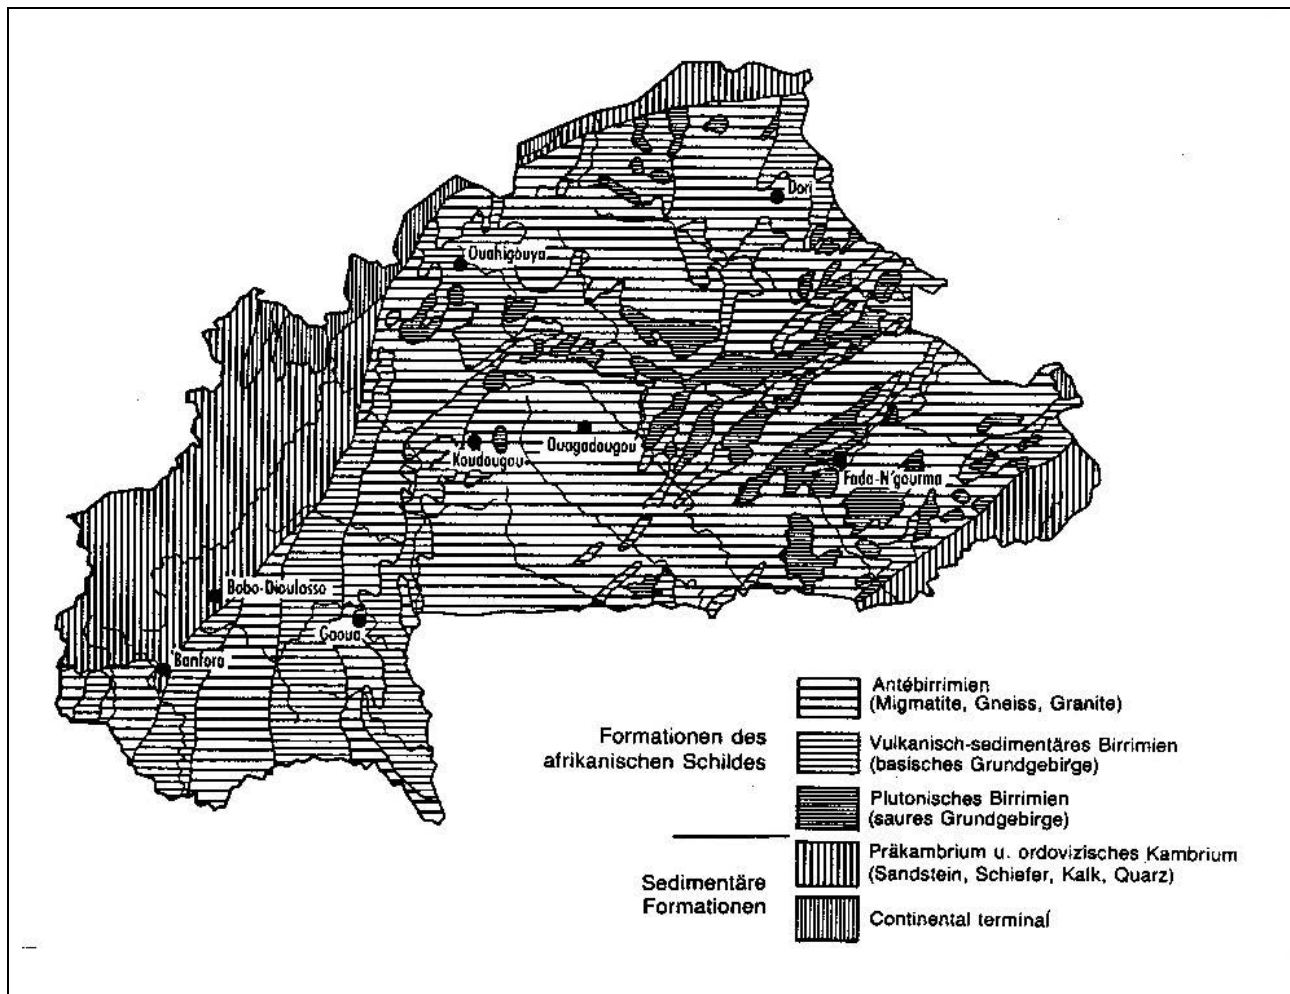 Dori
Ouahigouya
Koudougou
Ouagadougou
Fada-N'gourma
Bobo-Dioulasso
Gaoua
Banfora
Formationen des
afrikanischen Schildes
Antébirrimien
(Migmatite, Gneiss, Granite)
Vulkanisch-sedimentäres Birrimien
(basisches Grundgebirge)
Plutonisches Birrimien
(saures Grundgebirge)
Sedimentäre
Formationen
Präkambrium u. ordovizisches Kambrium
(Sandstein, Schiefer, Kalk, Quarz)
Continental terminal